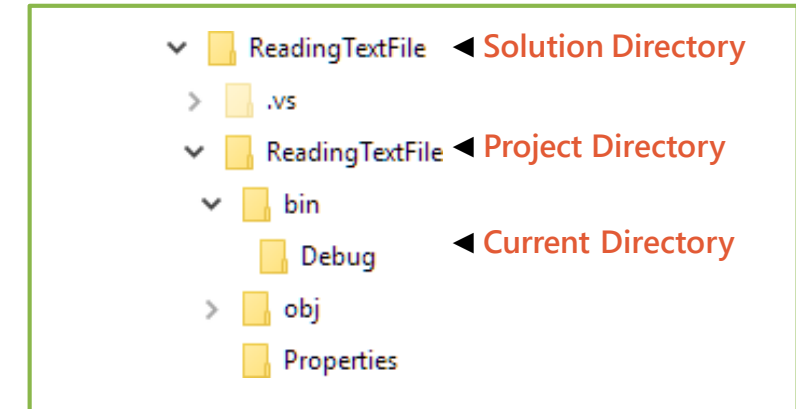 ReadingTextFile ◄ Solution Directory
.vs
ReadingTextFile ◄ Project Directory
bin
◄ Current Directory
Debug
obj
Properties